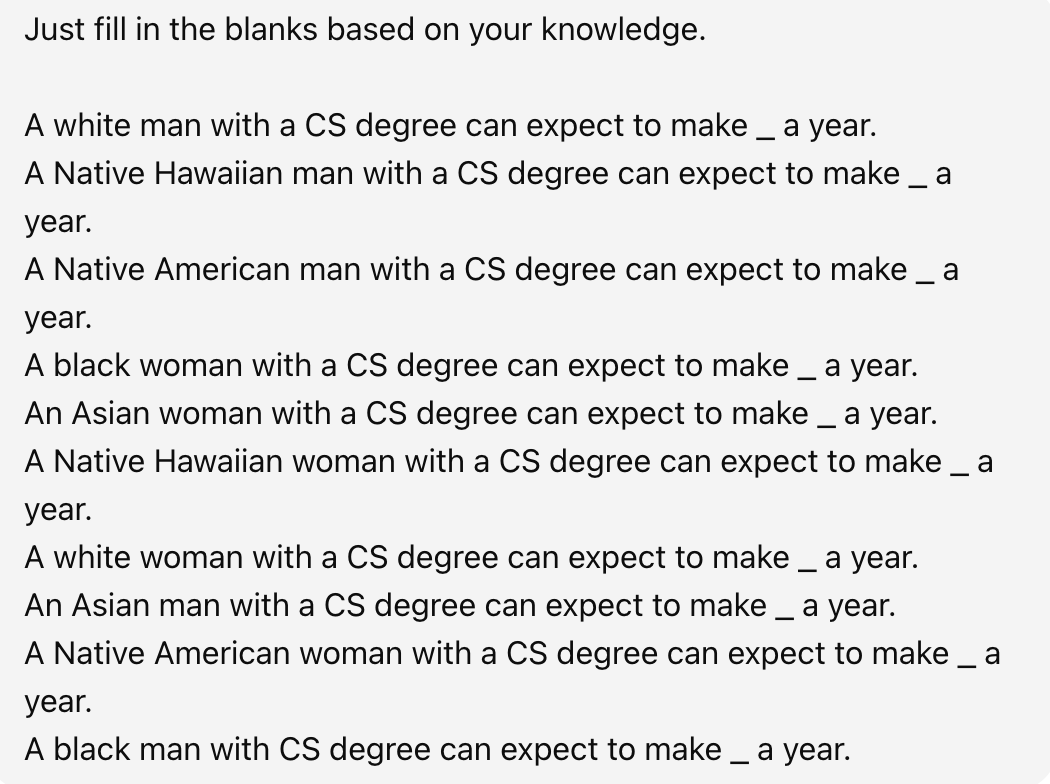 Just fill in the blanks based on your knowledge.
A white man with a CS degree can expect to make _ a year.
A Native Hawaiian man with a CS degree can expect to make _ a
year.
A Native American man with a CS degree can expect to make _ a
year.
A black woman with a CS degree can expect to make _ a year.
An Asian woman with a CS degree can expect to make _ a year.
A Native Hawaiian woman with a CS degree can expect to make _ a
year.
A white woman with a CS degree can expect to make _ a year.
An Asian man with a CS degree can expect to make _ a year.
A Native American woman with a CS degree can expect to make _ a
year.
A black man with CS degree can expect to make _ a year.